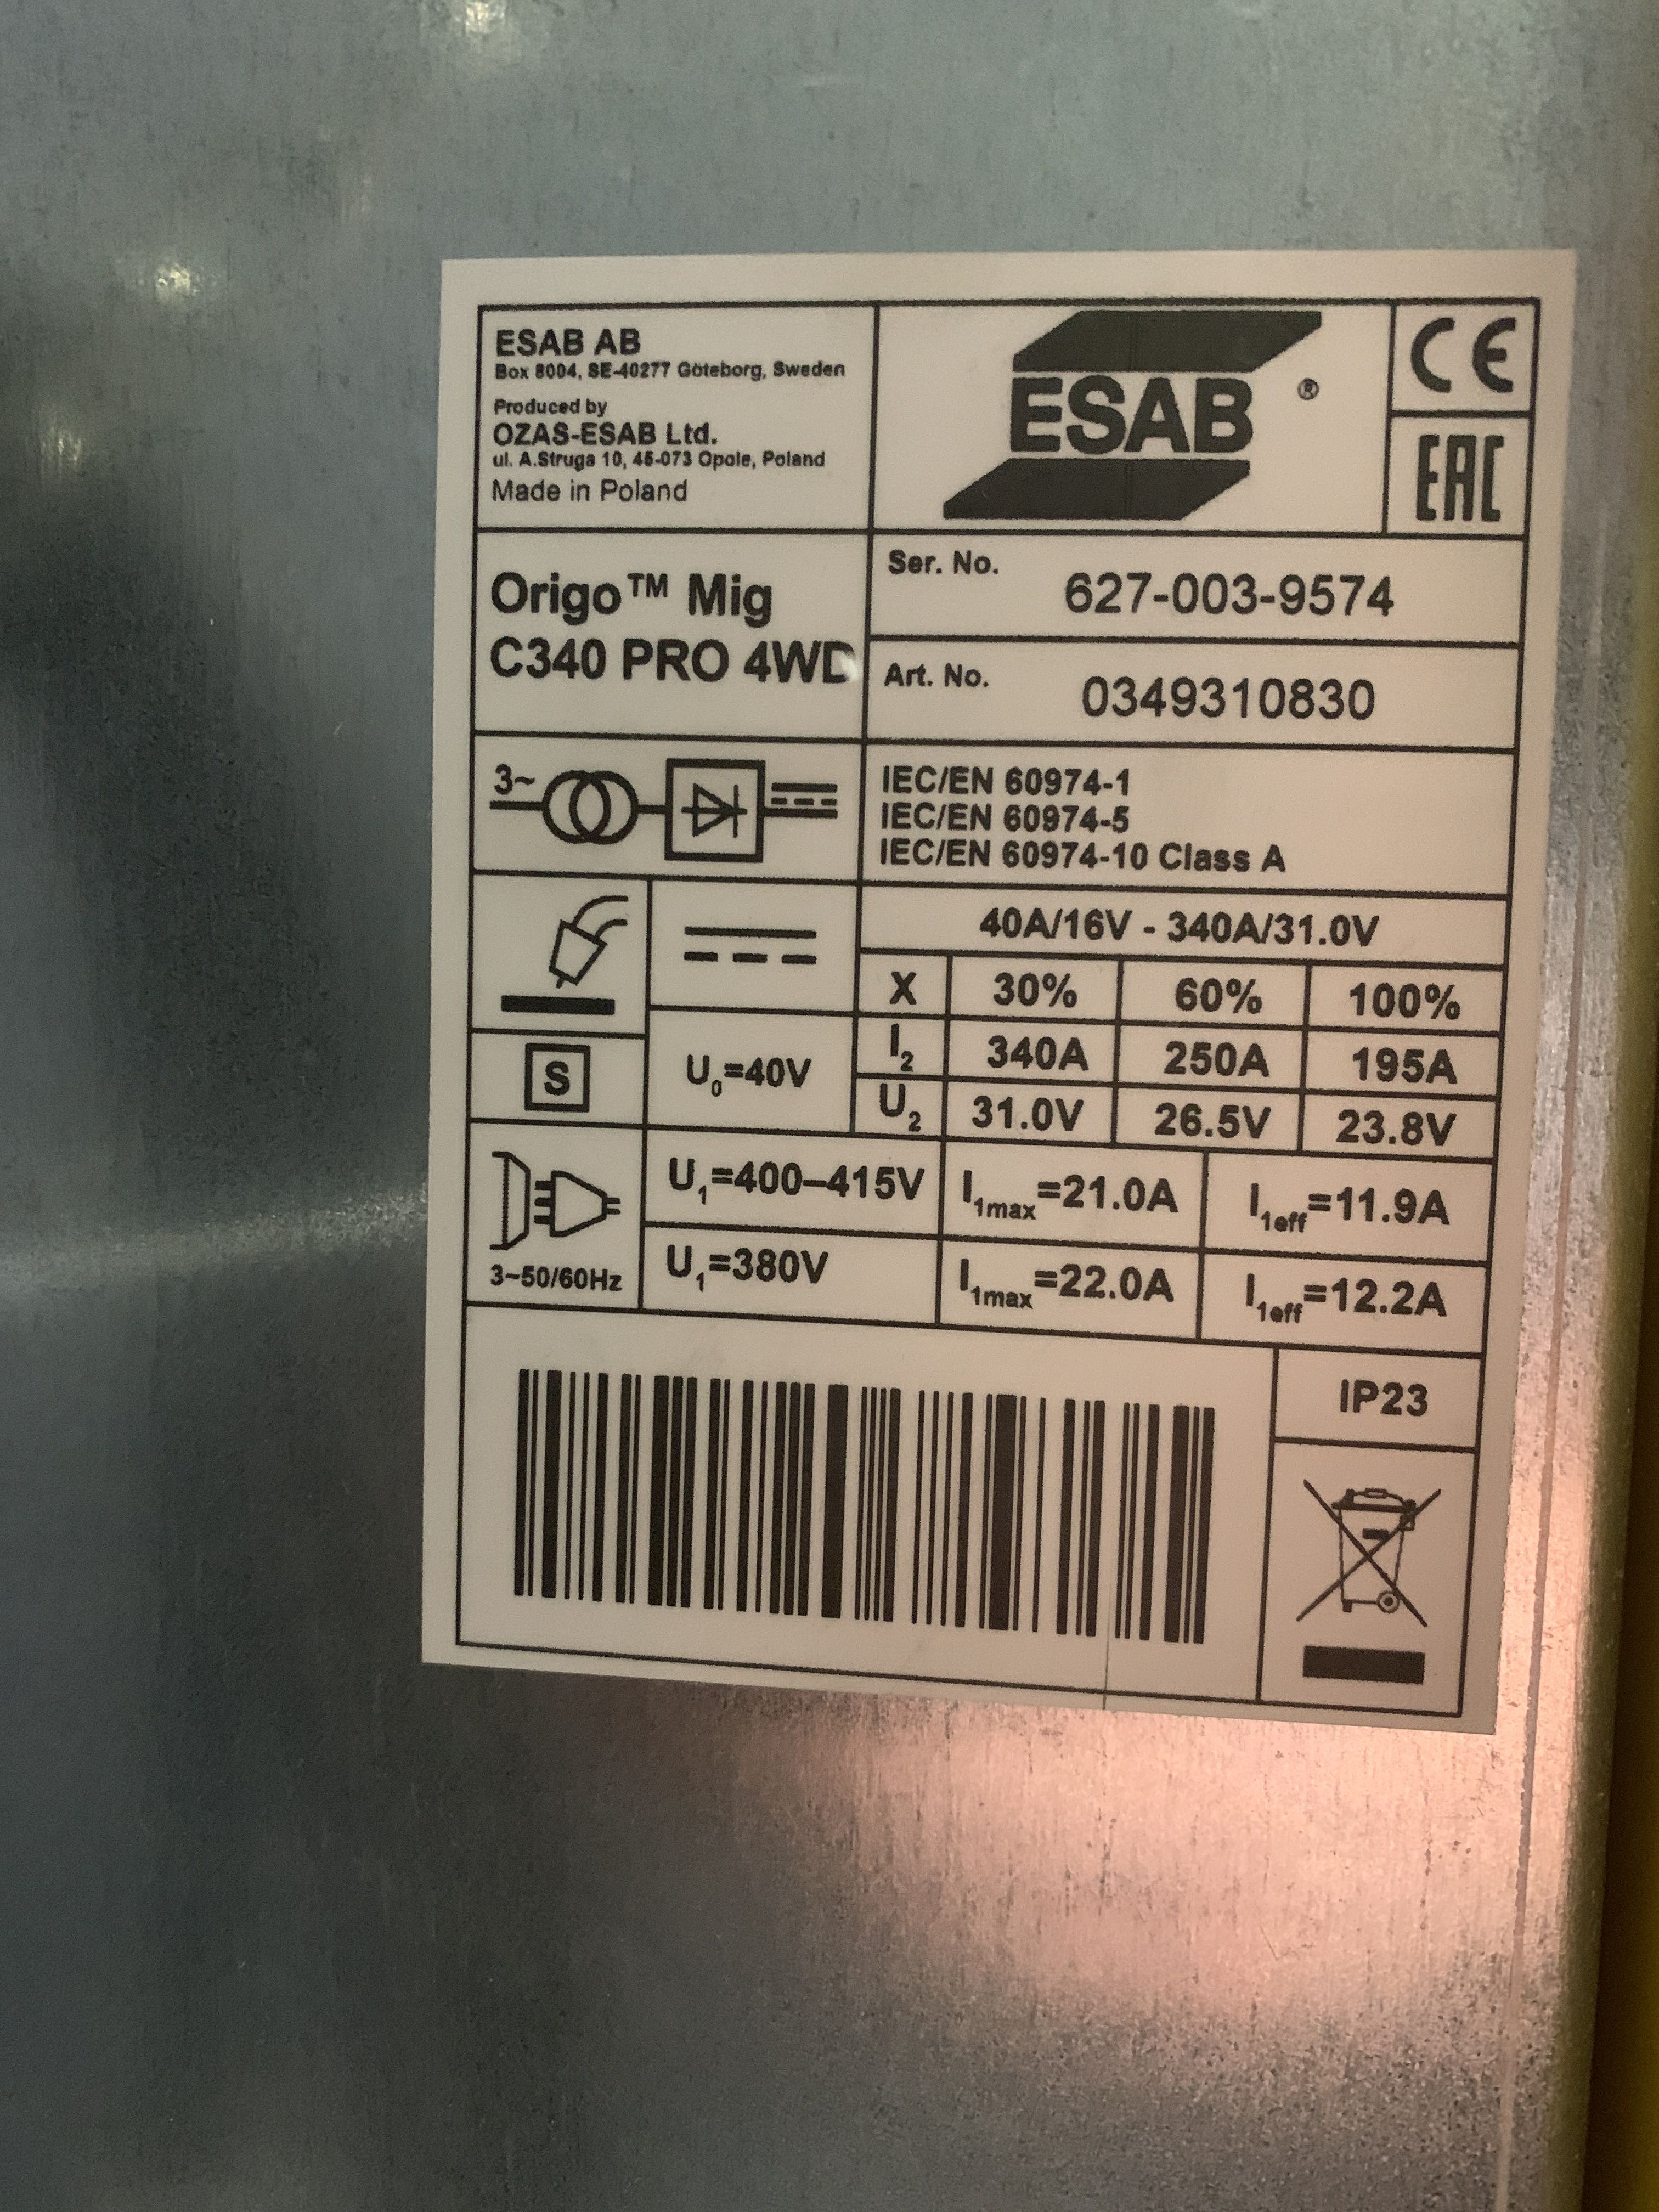 ESAB AB
Box 8004, SE-40277 Göteborg, Sweden
Produced by
OZAS-ESAB Ltd.
ul. A.Struga 10, 45-073 Opole, Poland
Made in Poland
ESAB ®
CE
EAC
Origo™ Mig
C340 PRO 4WD
Ser. No. 627-003-9574
Art. No. 0349310830
3~
IEC/EN 60974-1
IEC/EN 60974-5
IEC/EN 60974-10 Class A
40A/16V - 340A/31.0V
X 30% 60% 100%
S
U₀=40V
I₂ 340A 250A 195A
U₂ 31.0V 26.5V 23.8V
3~50/60Hz
U₁=400–415V I₁max=21.0A I₁eff=11.9A
U₁=380V I₁max=22.0A I₁eff=12.2A
IP23